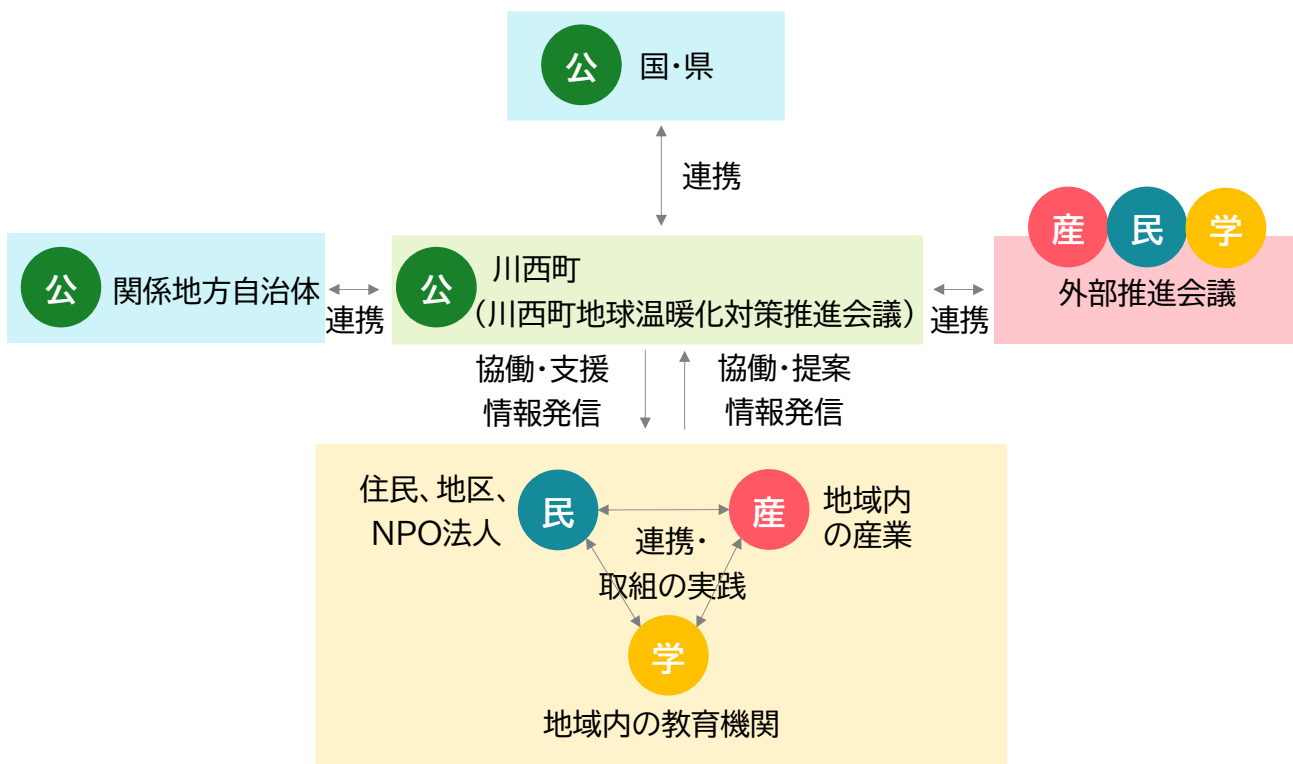 公 国・県
連携
産 民 学
外部推進会議
公 関係地方自治体
連携
公 川西町
（川西町地球温暖化対策推進会議）
連携
協働・支援
情報発信
協働・提案
情報発信
住民、地区、
NPO法人
民
産
地域内
の産業
連携・
取組の実践
学
地域内の教育機関